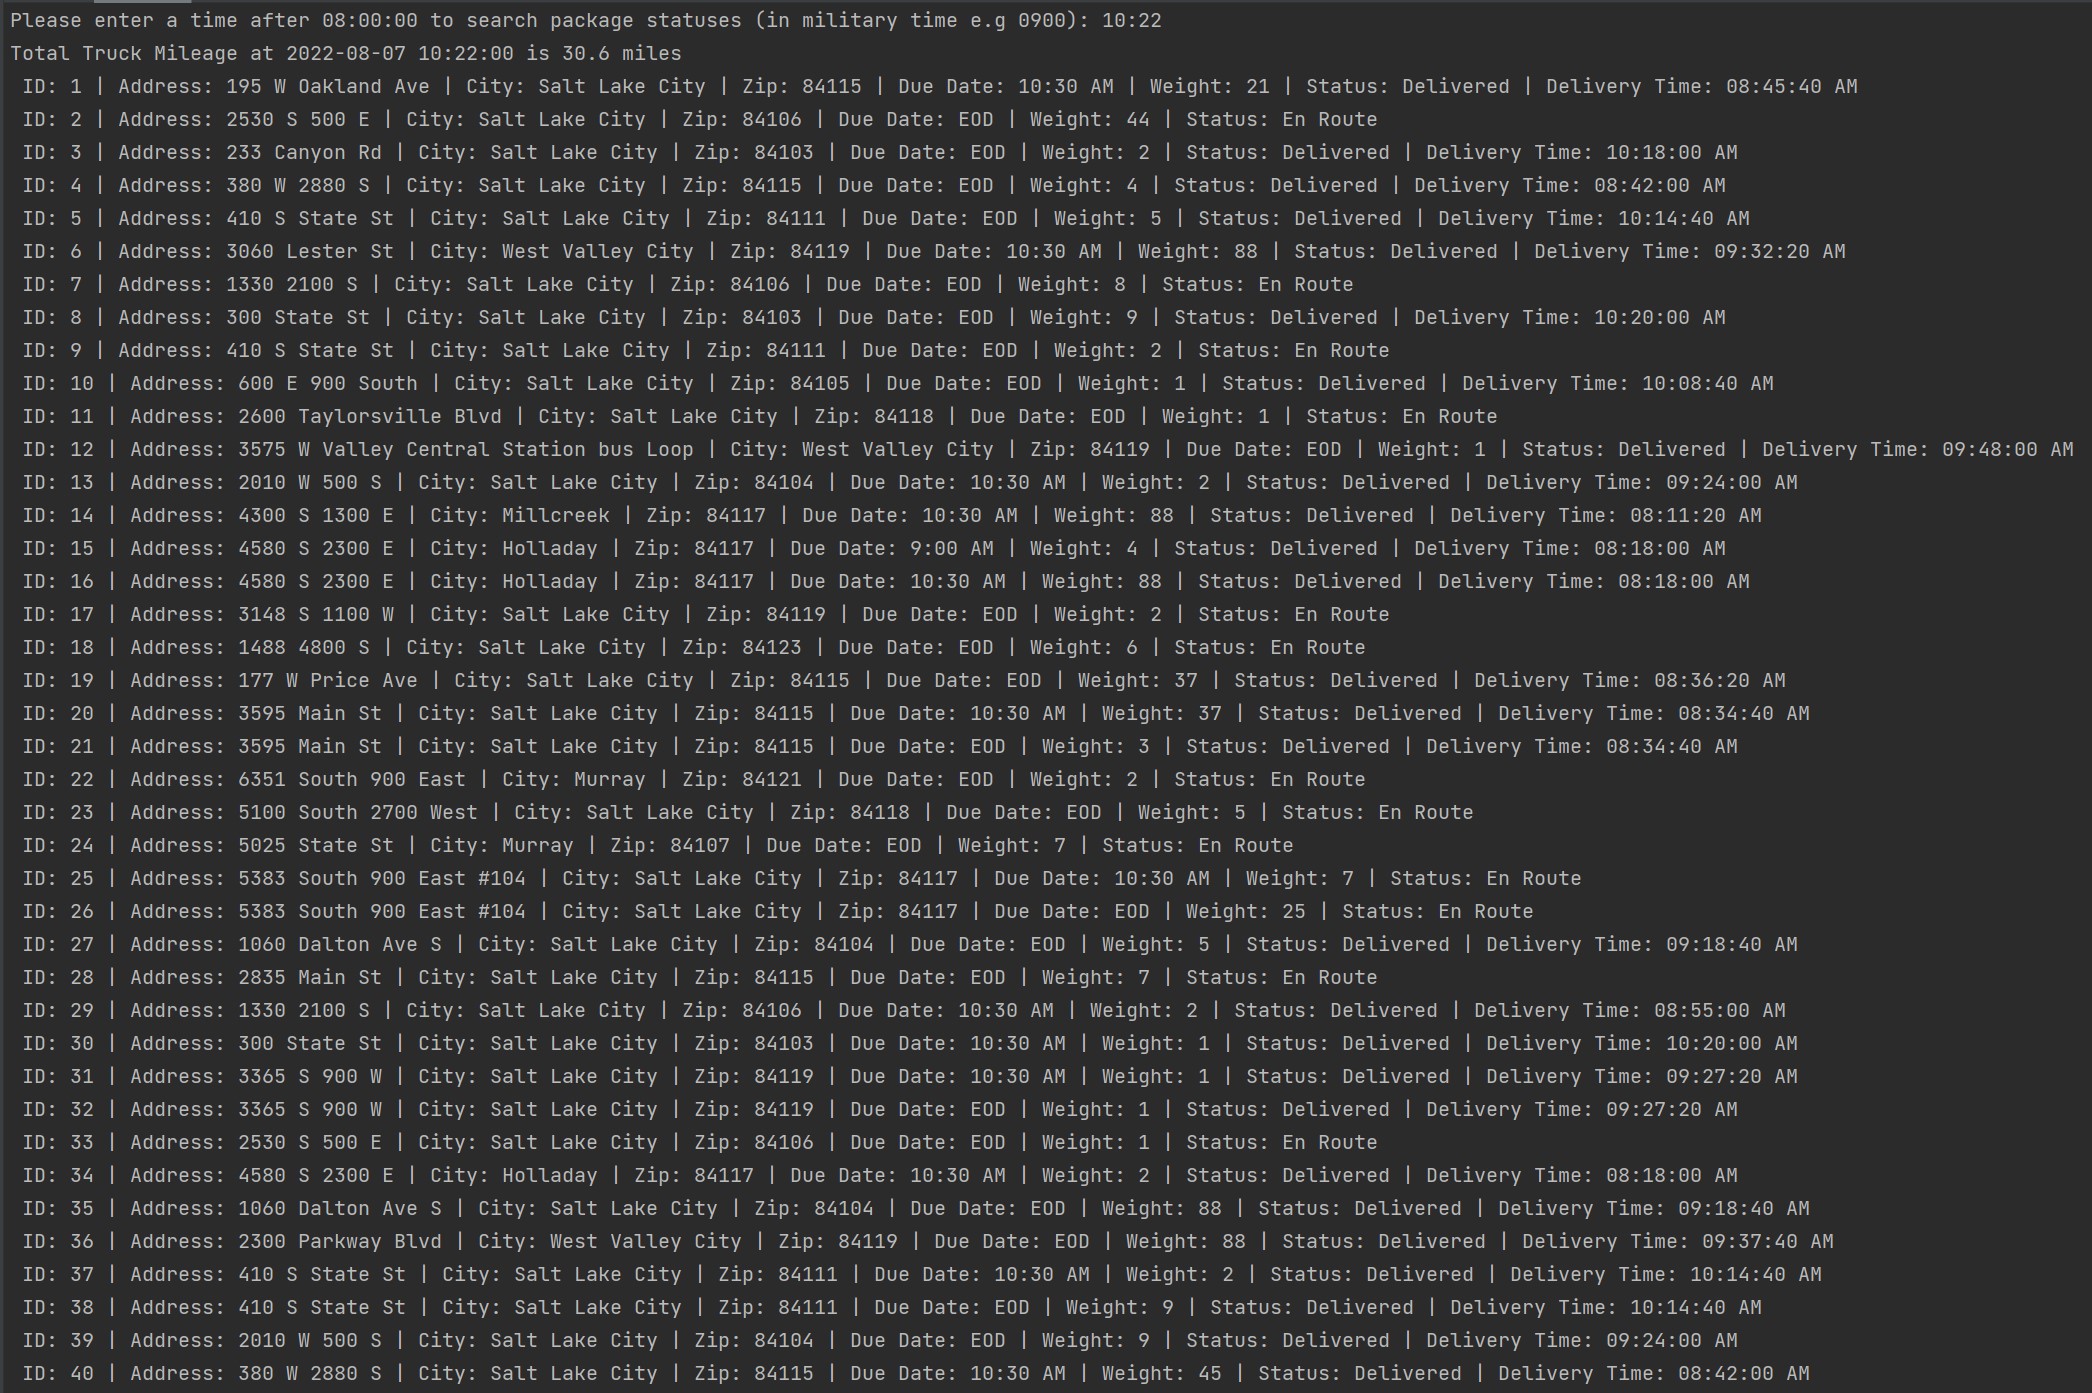 Please enter a time after 08:00:00 to search package statuses (in military time e.g 0900): 10:22
Total Truck Mileage at 2022-08-07 10:22:00 is 30.6 miles
ID: 1 | Address: 195 W Oakland Ave | City: Salt Lake City | Zip: 84115 | Due Date: 10:30 AM | Weight: 21 | Status: Delivered | Delivery Time: 08:45:40 AM
ID: 2 | Address: 2530 S 500 E | City: Salt Lake City | Zip: 84106 | Due Date: EOD | Weight: 44 | Status: En Route
ID: 3 | Address: 233 Canyon Rd | City: Salt Lake City | Zip: 84103 | Due Date: EOD | Weight: 2 | Status: Delivered | Delivery Time: 10:18:00 AM
ID: 4 | Address: 380 W 2880 S | City: Salt Lake City | Zip: 84115 | Due Date: EOD | Weight: 4 | Status: Delivered | Delivery Time: 08:42:00 AM
ID: 5 | Address: 410 S State St | City: Salt Lake City | Zip: 84111 | Due Date: EOD | Weight: 5 | Status: Delivered | Delivery Time: 10:14:40 AM
ID: 6 | Address: 3060 Lester St | City: West Valley City | Zip: 84119 | Due Date: 10:30 AM | Weight: 88 | Status: Delivered | Delivery Time: 09:32:20 AM
ID: 7 | Address: 1330 2100 S | City: Salt Lake City | Zip: 84106 | Due Date: EOD | Weight: 8 | Status: En Route
ID: 8 | Address: 300 State St | City: Salt Lake City | Zip: 84103 | Due Date: EOD | Weight: 9 | Status: Delivered | Delivery Time: 10:20:00 AM
ID: 9 | Address: 410 S State St | City: Salt Lake City | Zip: 84111 | Due Date: EOD | Weight: 2 | Status: En Route
ID: 10 | Address: 600 E 900 South | City: Salt Lake City | Zip: 84105 | Due Date: EOD | Weight: 1 | Status: Delivered | Delivery Time: 10:08:40 AM
ID: 11 | Address: 2600 Taylorsville Blvd | City: Salt Lake City | Zip: 84118 | Due Date: EOD | Weight: 1 | Status: En Route
ID: 12 | Address: 3575 W Valley Central Station bus Loop | City: West Valley City | Zip: 84119 | Due Date: EOD | Weight: 1 | Status: Delivered | Delivery Time: 09:48:00 AM
ID: 13 | Address: 2010 W 500 S | City: Salt Lake City | Zip: 84104 | Due Date: 10:30 AM | Weight: 2 | Status: Delivered | Delivery Time: 09:24:00 AM
ID: 14 | Address: 4300 S 1300 E | City: Millcreek | Zip: 84117 | Due Date: 10:30 AM | Weight: 88 | Status: Delivered | Delivery Time: 08:11:20 AM
ID: 15 | Address: 4580 S 2300 E | City: Holladay | Zip: 84117 | Due Date: 9:00 AM | Weight: 4 | Status: Delivered | Delivery Time: 08:18:00 AM
ID: 16 | Address: 4580 S 2300 E | City: Holladay | Zip: 84117 | Due Date: 10:30 AM | Weight: 88 | Status: Delivered | Delivery Time: 08:18:00 AM
ID: 17 | Address: 3148 S 1100 W | City: Salt Lake City | Zip: 84119 | Due Date: EOD | Weight: 2 | Status: En Route
ID: 18 | Address: 1488 4800 S | City: Salt Lake City | Zip: 84123 | Due Date: EOD | Weight: 6 | Status: En Route
ID: 19 | Address: 177 W Price Ave | City: Salt Lake City | Zip: 84115 | Due Date: EOD | Weight: 37 | Status: Delivered | Delivery Time: 08:36:20 AM
ID: 20 | Address: 3595 Main St | City: Salt Lake City | Zip: 84115 | Due Date: 10:30 AM | Weight: 37 | Status: Delivered | Delivery Time: 08:34:40 AM
ID: 21 | Address: 3595 Main St | City: Salt Lake City | Zip: 84115 | Due Date: EOD | Weight: 3 | Status: Delivered | Delivery Time: 08:34:40 AM
ID: 22 | Address: 6351 South 900 East | City: Murray | Zip: 84121 | Due Date: EOD | Weight: 2 | Status: En Route
ID: 23 | Address: 5100 South 2700 West | City: Salt Lake City | Zip: 84118 | Due Date: EOD | Weight: 5 | Status: En Route
ID: 24 | Address: 5025 State St | City: Murray | Zip: 84107 | Due Date: EOD | Weight: 7 | Status: En Route
ID: 25 | Address: 5383 South 900 East #104 | City: Salt Lake City | Zip: 84117 | Due Date: 10:30 AM | Weight: 7 | Status: En Route
ID: 26 | Address: 5383 South 900 East #104 | City: Salt Lake City | Zip: 84117 | Due Date: EOD | Weight: 25 | Status: En Route
ID: 27 | Address: 1060 Dalton Ave S | City: Salt Lake City | Zip: 84104 | Due Date: EOD | Weight: 5 | Status: Delivered | Delivery Time: 09:18:40 AM
ID: 28 | Address: 2835 Main St | City: Salt Lake City | Zip: 84115 | Due Date: EOD | Weight: 7 | Status: En Route
ID: 29 | Address: 1330 2100 S | City: Salt Lake City | Zip: 84106 | Due Date: 10:30 AM | Weight: 2 | Status: Delivered | Delivery Time: 08:55:00 AM
ID: 30 | Address: 300 State St | City: Salt Lake City | Zip: 84103 | Due Date: 10:30 AM | Weight: 1 | Status: Delivered | Delivery Time: 10:20:00 AM
ID: 31 | Address: 3365 S 900 W | City: Salt Lake City | Zip: 84119 | Due Date: 10:30 AM | Weight: 1 | Status: Delivered | Delivery Time: 09:27:20 AM
ID: 32 | Address: 3365 S 900 W | City: Salt Lake City | Zip: 84119 | Due Date: EOD | Weight: 1 | Status: Delivered | Delivery Time: 09:27:20 AM
ID: 33 | Address: 2530 S 500 E | City: Salt Lake City | Zip: 84106 | Due Date: EOD | Weight: 1 | Status: En Route
ID: 34 | Address: 4580 S 2300 E | City: Holladay | Zip: 84117 | Due Date: 10:30 AM | Weight: 2 | Status: Delivered | Delivery Time: 08:18:00 AM
ID: 35 | Address: 1060 Dalton Ave S | City: Salt Lake City | Zip: 84104 | Due Date: EOD | Weight: 88 | Status: Delivered | Delivery Time: 09:18:40 AM
ID: 36 | Address: 2300 Parkway Blvd | City: West Valley City | Zip: 84119 | Due Date: EOD | Weight: 88 | Status: Delivered | Delivery Time: 09:37:40 AM
ID: 37 | Address: 410 S State St | City: Salt Lake City | Zip: 84111 | Due Date: 10:30 AM | Weight: 2 | Status: Delivered | Delivery Time: 10:14:40 AM
ID: 38 | Address: 410 S State St | City: Salt Lake City | Zip: 84111 | Due Date: EOD | Weight: 9 | Status: Delivered | Delivery Time: 10:14:40 AM
ID: 39 | Address: 2010 W 500 S | City: Salt Lake City | Zip: 84104 | Due Date: EOD | Weight: 9 | Status: Delivered | Delivery Time: 09:24:00 AM
ID: 40 | Address: 380 W 2880 S | City: Salt Lake City | Zip: 84115 | Due Date: 10:30 AM | Weight: 45 | Status: Delivered | Delivery Time: 08:42:00 AM